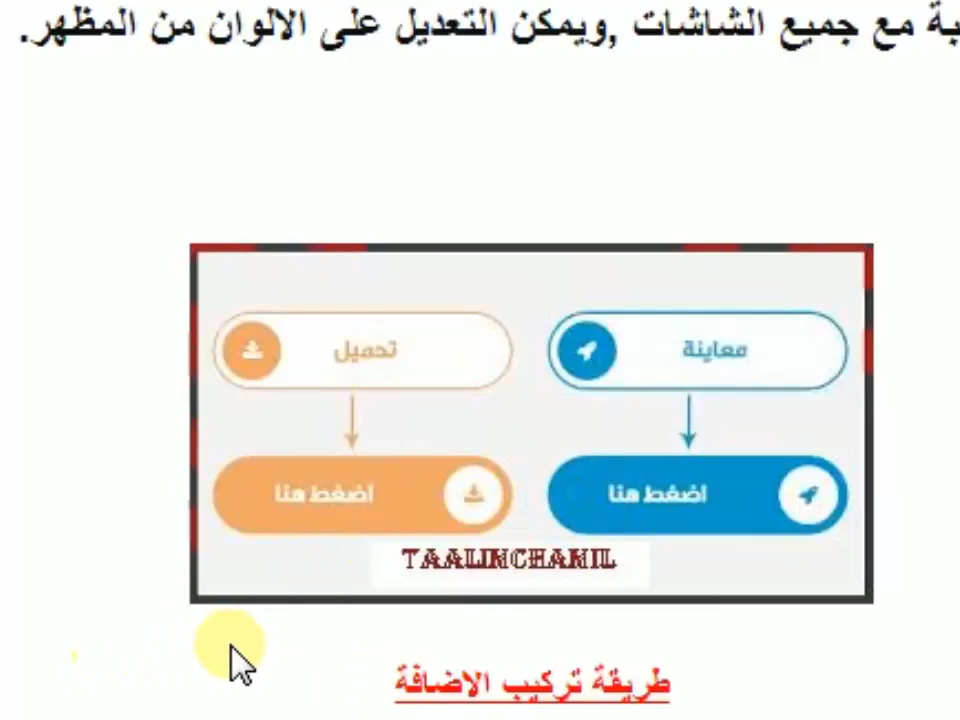 مع جميع الشاشات ,ويمكن التعديل على الالوان من المظهر.
معاينة
تحميل
اضغط هنا
اضغط هنا
TAALINCHANIL
طريقة تركيب الاضافة